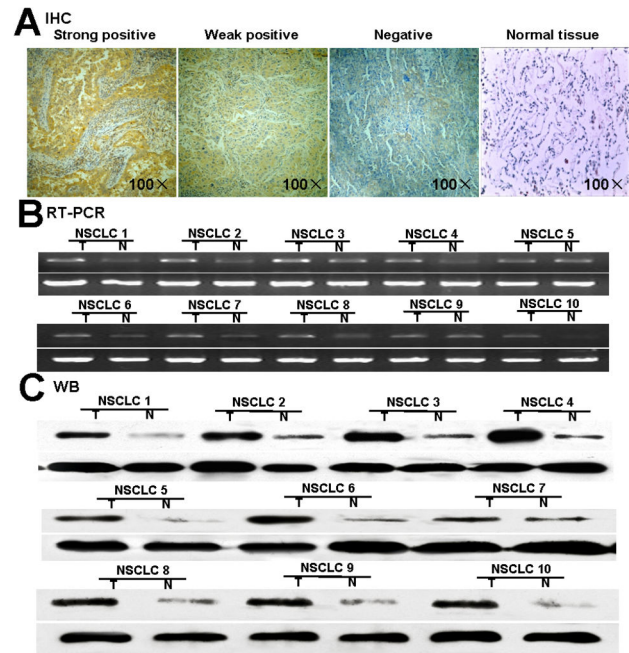 A IHC
Strong positive Weak positive Negative Normal tissue
100× 100× 100× 100×
B RT-PCR
NSCLC 1 NSCLC 2 NSCLC 3 NSCLC 4 NSCLC 5
T N T N T N T N T N
NSCLC 6 NSCLC 7 NSCLC 8 NSCLC 9 NSCLC 10
T N T N T N T N T N
C WB
NSCLC 1 NSCLC 2 NSCLC 3 NSCLC 4
T N T N T N T N
NSCLC 5 NSCLC 6 NSCLC 7
T N T N T N
NSCLC 8 NSCLC 9 NSCLC 10
T N T N T N